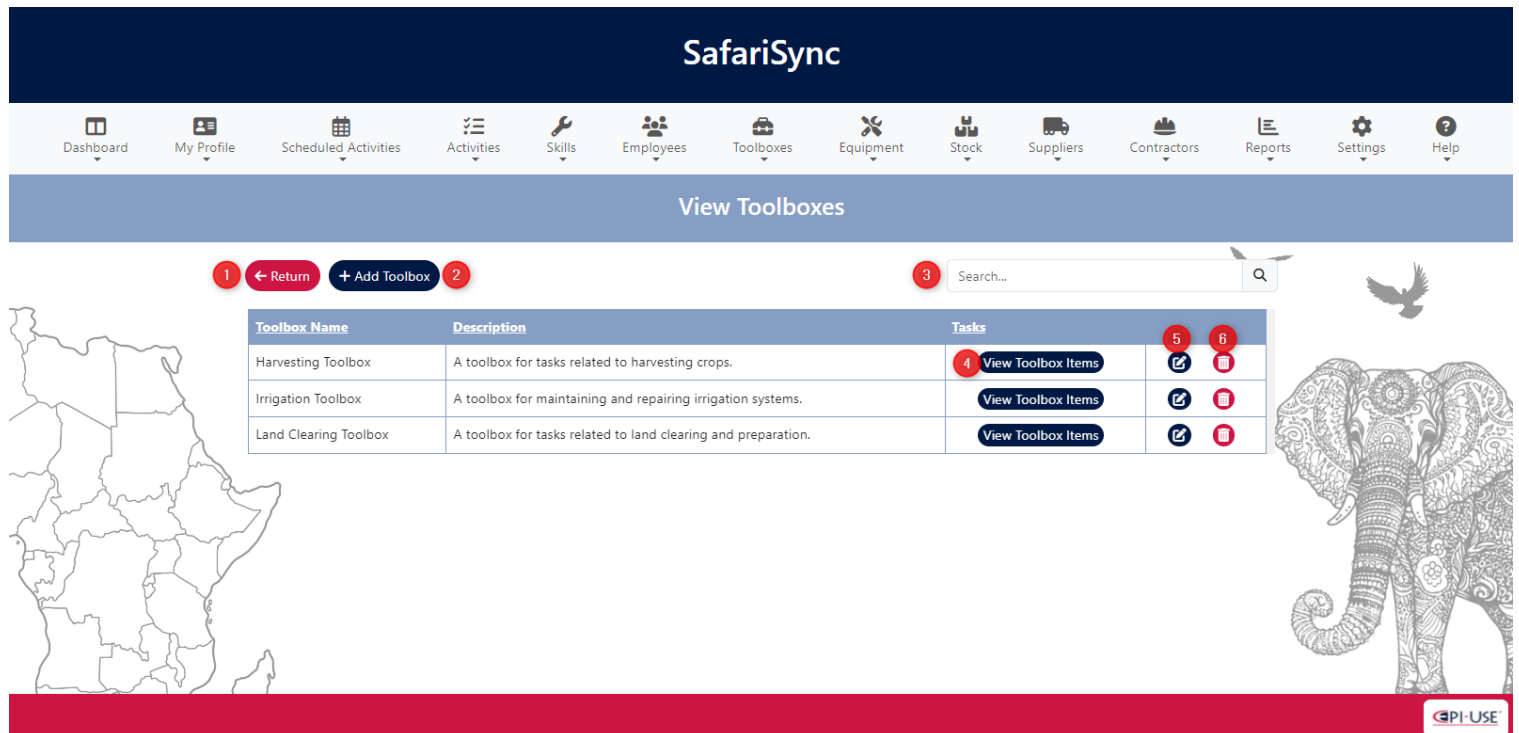 SafariSync
Dashboard My Profile Scheduled Activities Activities Skills Employees Toolboxes Equipment Stock Suppliers Contractors Reports Settings Help
View Toolboxes
1 Return + Add Toolbox 2 3 Search...
Toolbox Name Description Tasks 5 6
Harvesting Toolbox A toolbox for tasks related to harvesting crops. 4 View Toolbox Items
Irrigation Toolbox A toolbox for maintaining and repairing irrigation systems. View Toolbox Items
Land Clearing Toolbox A toolbox for tasks related to land clearing and preparation. View Toolbox Items
EPI·USE